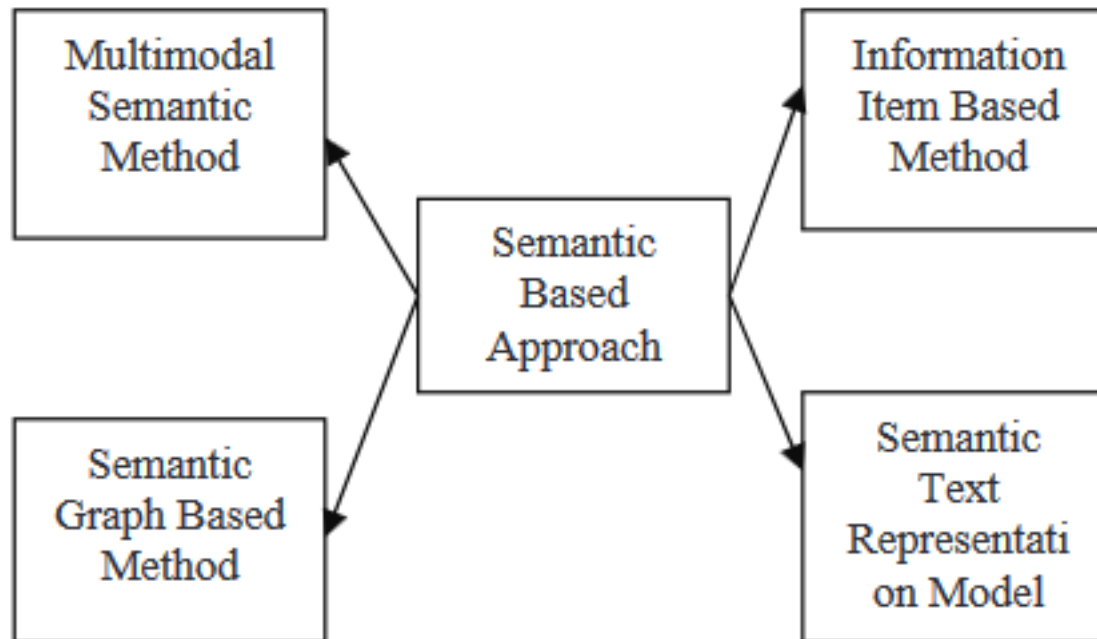 Multimodal
Semantic
Method
Information
Item Based
Method
Semantic
Based
Approach
Semantic
Graph Based
Method
Semantic
Text
Representati
on Model